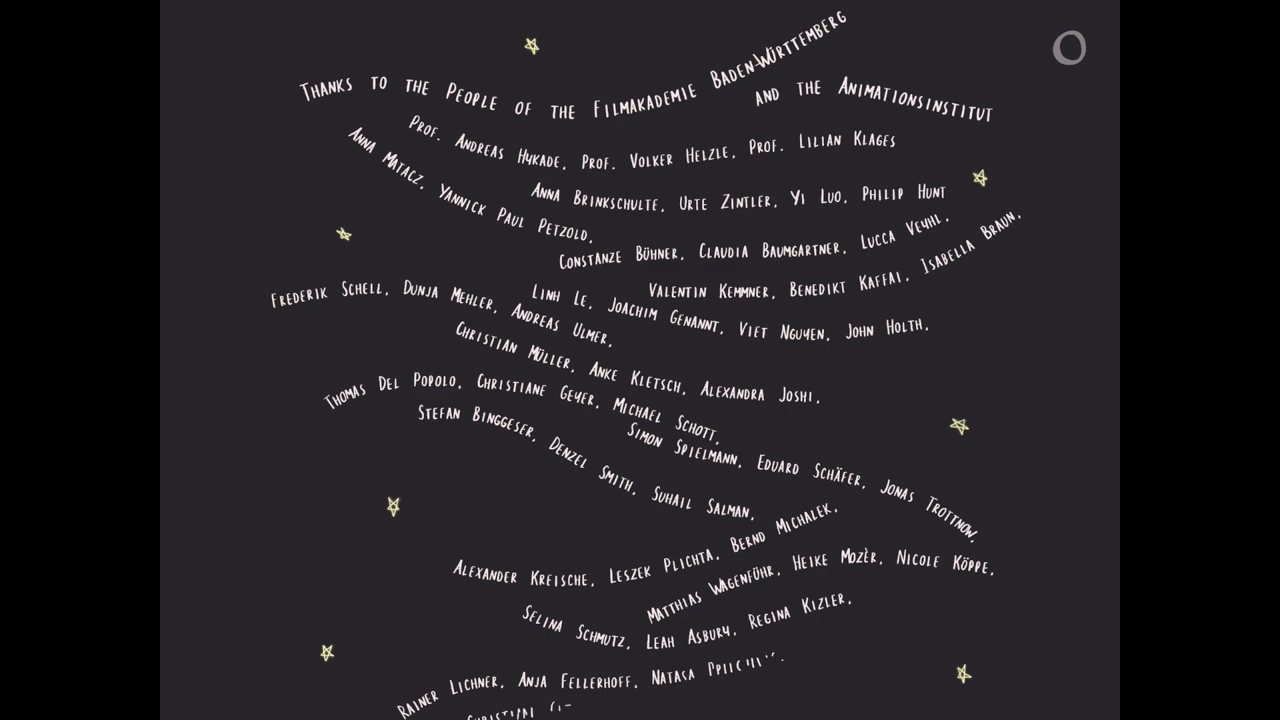 Thanks to the People of the Filmakademie Baden-Württemberg
and the Animationsinstitut
Prof. Andreas Hykade, Prof. Volker Helzle, Prof. Lilian Klages
Anna Matacz, Yannick Paul Petzold,
Anna Brinkschulte, Urte Zintler, Yi Luo, Philip Hunt
Constanze Bühner, Claudia Baumgartner, Lucca Veyhl,
Valentin Kemmner, Benedikt Kaffai, Isabella Braun,
Frederik Schell, Dunja Mehler, Andreas Ulmer,
Linh Le, Joachim Genannt, Viet Nguyen, John Holth,
Christian Müller, Anke Kletsch, Alexandra Joshi,
Thomas Del Popolo, Christiane Geyer, Michael Schott,
Simon Spielmann, Eduard Schäfer, Jonas Trottnow,
Stefan Binggeser, Denzel Smith, Suhail Salman,
Alexander Kreische, Leszek Plichta, Bernd Michalek,
Matthias Wagenführ, Heike Mozèr, Nicole Köppe,
Selina Schmutz, Leah Asbury, Regina Kizler,
Rainer Lichner, Anja Fellerhoff, Natasa